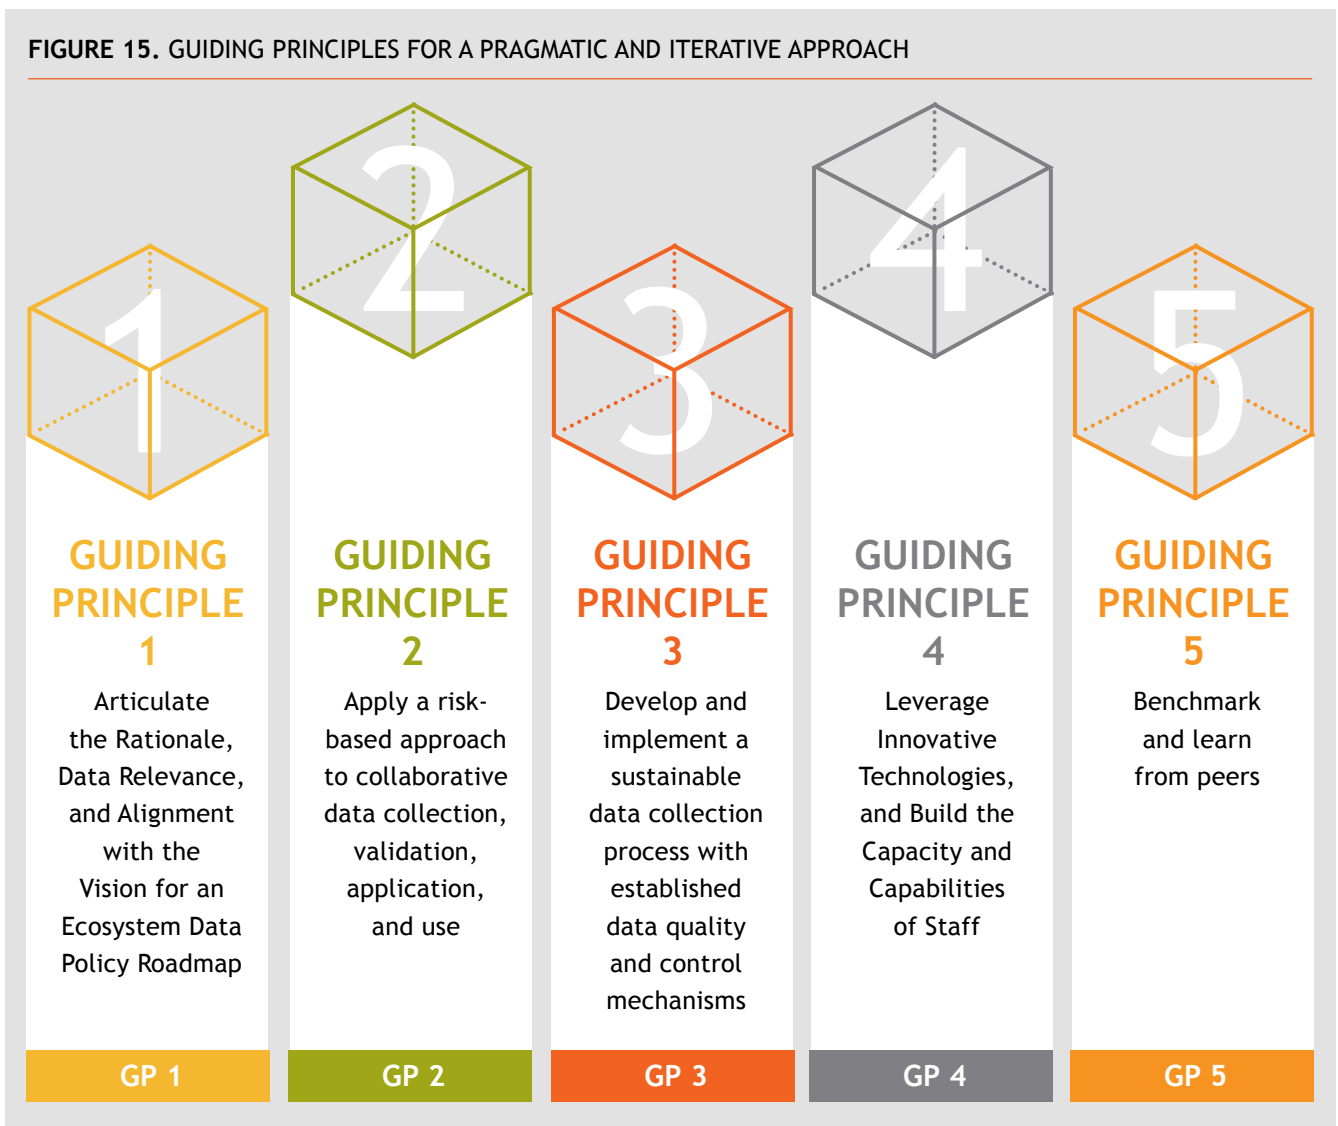 FIGURE 15. GUIDING PRINCIPLES FOR A PRAGMATIC AND ITERATIVE APPROACH
1
GUIDING
PRINCIPLE
1
Articulate
the Rationale,
Data Relevance,
and Alignment
with the
Vision for an
Ecosystem Data
Policy Roadmap
GP 1
2
GUIDING
PRINCIPLE
2
Apply a risk-
based approach
to collaborative
data collection,
validation,
application,
and use
GP 2
3
GUIDING
PRINCIPLE
3
Develop and
implement a
sustainable
data collection
process with
established
data quality
and control
mechanisms
GP 3
4
GUIDING
PRINCIPLE
4
Leverage
Innovative
Technologies,
and Build the
Capacity and
Capabilities
of Staff
GP 4
5
GUIDING
PRINCIPLE
5
Benchmark
and learn
from peers
GP 5